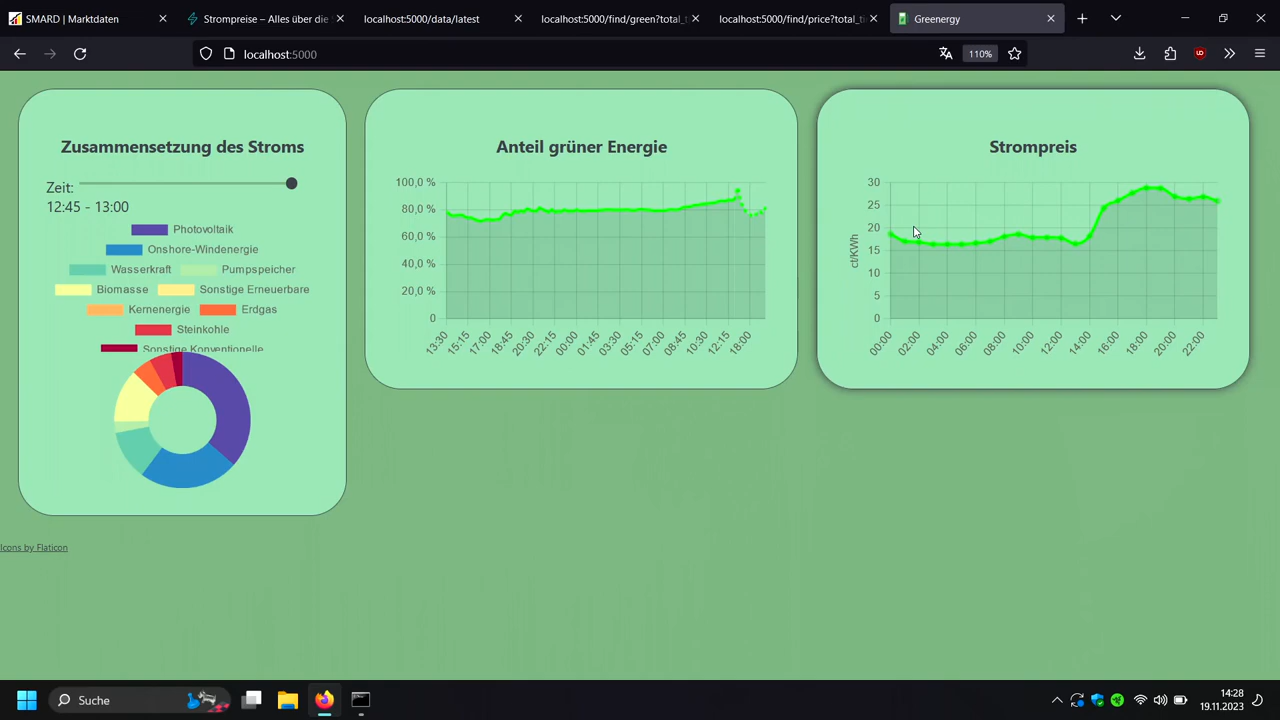 SMARD | Marktdaten
Strompreise – Alles über die S
localhost:5000/data/latest
localhost:5000/find/green?total_t
localhost:5000/find/price?total_ti
Greenergy
localhost:5000
110%
Zusammensetzung des Stroms
Zeit:
12:45 - 13:00
Photovoltaik
Onshore-Windenergie
Wasserkraft Pumpspeicher
Biomasse Sonstige Erneuerbare
Kernenergie Erdgas
Steinkohle
Sonstige Konventionelle
Anteil grüner Energie
100,0 %
80,0 %
60,0 %
40,0 %
20,0 %
0
13:30 15:15 17:00 18:45 20:30 22:15 00:00 01:45 03:30 05:15 07:00 08:45 10:30 12:15 18:00
Strompreis
ct/KWh
30
25
20
15
10
5
0
00:00 02:00 04:00 06:00 08:00 10:00 12:00 14:00 16:00 18:00 20:00 22:00
Icons by Flaticon
Suche
14:28
19.11.2023